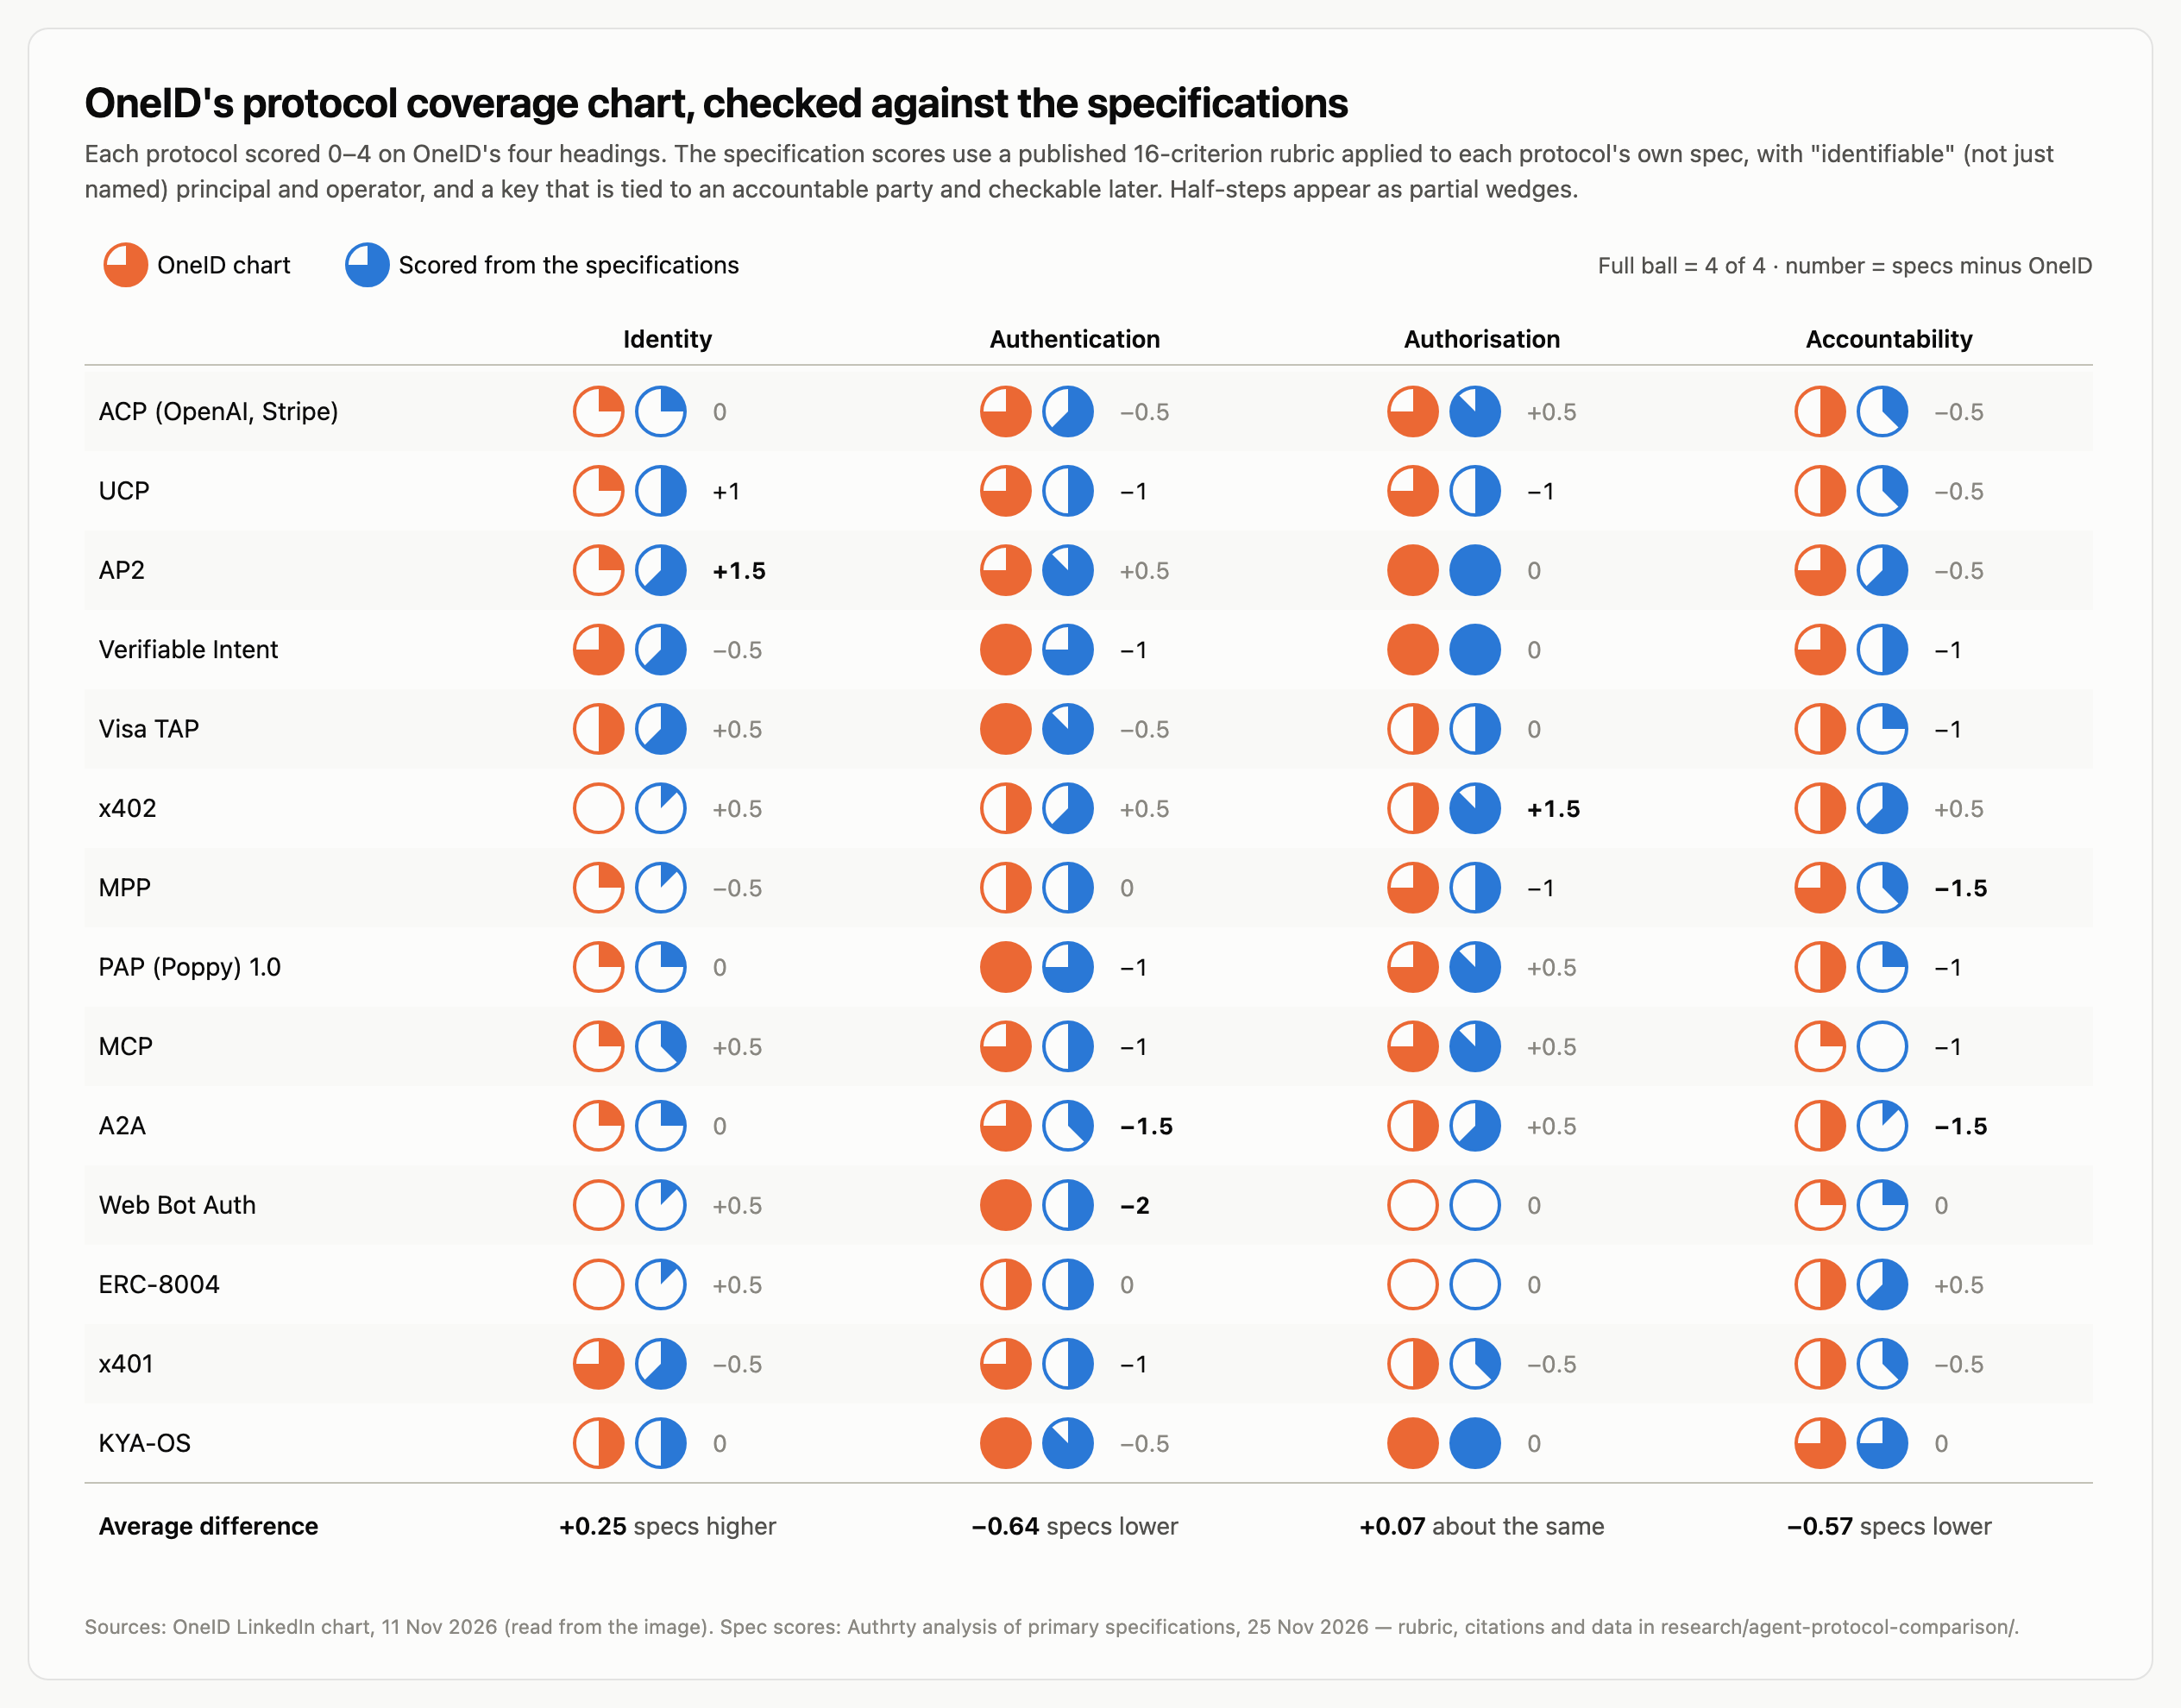 OneID's protocol coverage chart, checked against the specifications
Each protocol scored 0–4 on OneID's four headings. The specification scores use a published 16-criterion rubric applied to each protocol's own spec, with "identifiable" (not just
named) principal and operator, and a key that is tied to an accountable party and checkable later. Half-steps appear as partial wedges.
OneID chart Scored from the specifications Full ball = 4 of 4 · number = specs minus OneID
Identity Authentication Authorisation Accountability
ACP (OpenAI, Stripe) 0 −0.5 +0.5 −0.5
UCP +1 −1 −1 −0.5
AP2 +1.5 +0.5 0 −0.5
Verifiable Intent −0.5 −1 0 −1
Visa TAP +0.5 −0.5 0 −1
x402 +0.5 +0.5 +1.5 +0.5
MPP −0.5 0 −1 −1.5
PAP (Poppy) 1.0 0 −1 +0.5 −1
MCP +0.5 −1 +0.5 −1
A2A 0 −1.5 +0.5 −1.5
Web Bot Auth +0.5 −2 0 0
ERC-8004 +0.5 0 0 +0.5
x401 −0.5 −1 −0.5 −0.5
KYA-OS 0 −0.5 0 0
Average difference +0.25 specs higher −0.64 specs lower +0.07 about the same −0.57 specs lower
Sources: OneID LinkedIn chart, 11 Nov 2026 (read from the image). Spec scores: Authrty analysis of primary specifications, 25 Nov 2026 — rubric, citations and data in research/agent-protocol-comparison/.